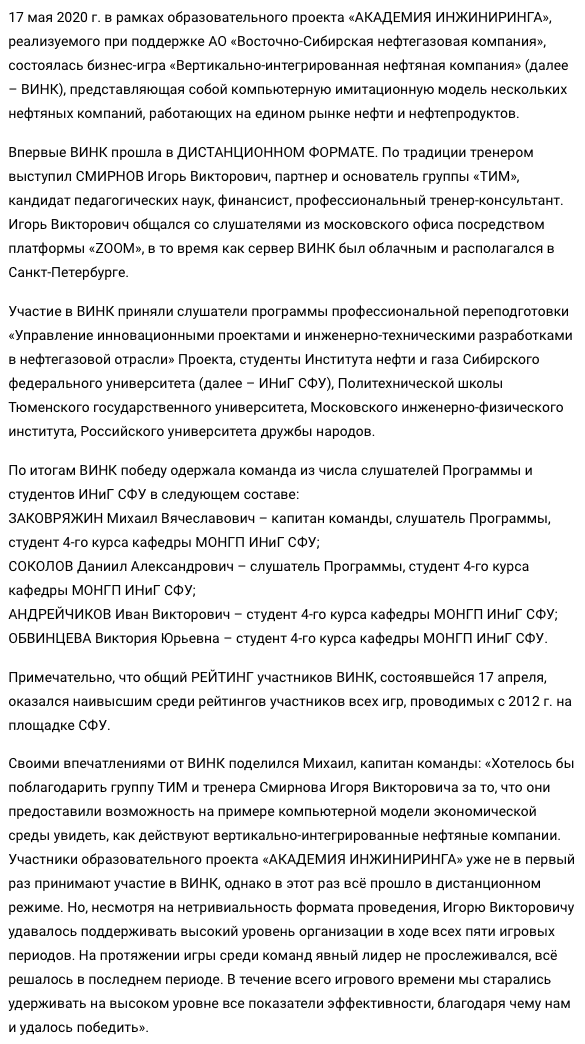 17 мая 2020 г. в рамках образовательного проекта «АКАДЕМИЯ ИНЖИНИРИНГА»,
реализуемого при поддержке АО «Восточно-Сибирская нефтегазовая компания»,
состоялась бизнес-игра «Вертикально-интегрированная нефтяная компания» (далее
– ВИНК), представляющая собой компьютерную имитационную модель нескольких
нефтяных компаний, работающих на едином рынке нефти и нефтепродуктов.
Впервые ВИНК прошла в ДИСТАНЦИОННОМ ФОРМАТЕ. По традиции тренером
выступил СМИРНОВ Игорь Викторович, партнер и основатель группы «ТИМ»,
кандидат педагогических наук, финансист, профессиональный тренер-консультант.
Игорь Викторович общался со слушателями из московского офиса посредством
платформы «ZOOM», в то время как сервер ВИНК был облачным и располагался в
Санкт-Петербурге.
Участие в ВИНК приняли слушатели программы профессиональной переподготовки
«Управление инновационными проектами и инженерно-техническими разработками
в нефтегазовой отрасли» Проекта, студенты Института нефти и газа Сибирского
федерального университета (далее – ИНиГ СФУ), Политехнической школы
Тюменского государственного университета, Московского инженерно-физического
института, Российского университета дружбы народов.
По итогам ВИНК победу одержала команда из числа слушателей Программы и
студентов ИНиГ СФУ в следующем составе:
ЗАКОВРЯЖИН Михаил Вячеславович – капитан команды, слушатель Программы,
студент 4-го курса кафедры МОНГП ИНиГ СФУ;
СОКОЛОВ Даниил Александрович – слушатель Программы, студент 4-го курса
кафедры МОНГП ИНиГ СФУ;
АНДРЕЙЧИКОВ Иван Викторович – студент 4-го курса кафедры МОНГП ИНиГ СФУ;
ОБВИНЦЕВА Виктория Юрьевна – студент 4-го курса кафедры МОНГП ИНиГ СФУ.
Примечательно, что общий РЕЙТИНГ участников ВИНК, состоявшейся 17 апреля,
оказался наивысшим среди рейтингов участников всех игр, проводимых с 2012 г. на
площадке СФУ.
Своими впечатлениями от ВИНК поделился Михаил, капитан команды: «Хотелось бы
поблагодарить группу ТИМ и тренера Смирнова Игоря Викторовича за то, что они
предоставили возможность на примере компьютерной модели экономической
среды увидеть, как действуют вертикально-интегрированные нефтяные компании.
Участники образовательного проекта «АКАДЕМИЯ ИНЖИНИРИНГА» уже не в первый
раз принимают участие в ВИНК, однако в этот раз всё прошло в дистанционном
режиме. Но, несмотря на нетривиальность формата проведения, Игорю Викторовичу
удавалось поддерживать высокий уровень организации в ходе всех пяти игровых
периодов. На протяжении игры среди команд явный лидер не прослеживался, всё
решалось в последнем периоде. В течение всего игрового времени мы старались
удерживать на высоком уровне все показатели эффективности, благодаря чему нам
и удалось победить».